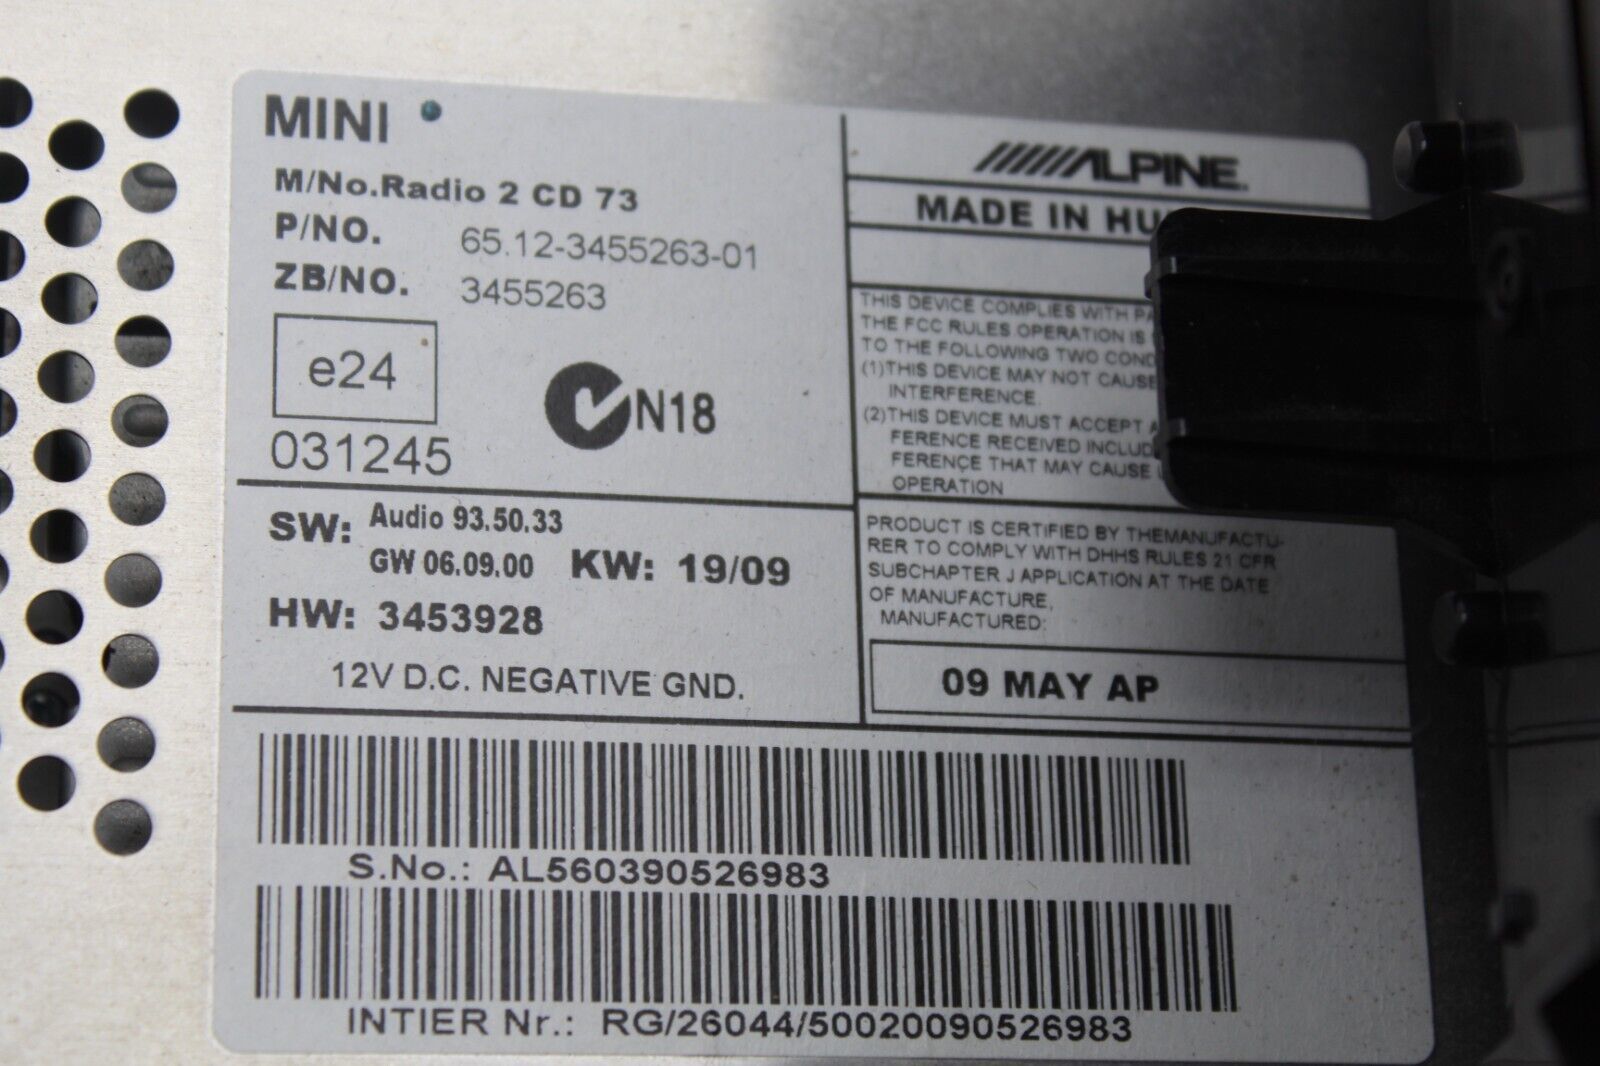 MINI
M/No.Radio 2 CD 73
P/NO. 65.12-3455263-01
ZB/NO. 3455263
e24
031245
N18
SW: Audio 93.50.33
GW 06.09.00 KW: 19/09
HW: 3453928
12V D.C. NEGATIVE GND.
ALPINE
MADE IN
THIS DEVICE COMPLIES WITH
THE FCC RULES OPERATION IS
TO THE FOLLOWING TWO
(1)THIS DEVICE MAY NOT CAUSE
INTERFERENCE.
(2)THIS DEVICE MUST ACCEPT
FERENCE RECEIVED
FERENCE THAT MAY CAUSE
OPERATION
PRODUCT IS CERTIFIED BY THEMANUFACTU-
RER TO COMPLY WITH DHHS RULES 21 CFR
SUBCHAPTER J APPLICATION AT THE DATE
OF MANUFACTURE,
MANUFACTURED:
09 MAY AP
S.No.: AL560390526983
INTIER Nr.: RG/26044/50020090526983